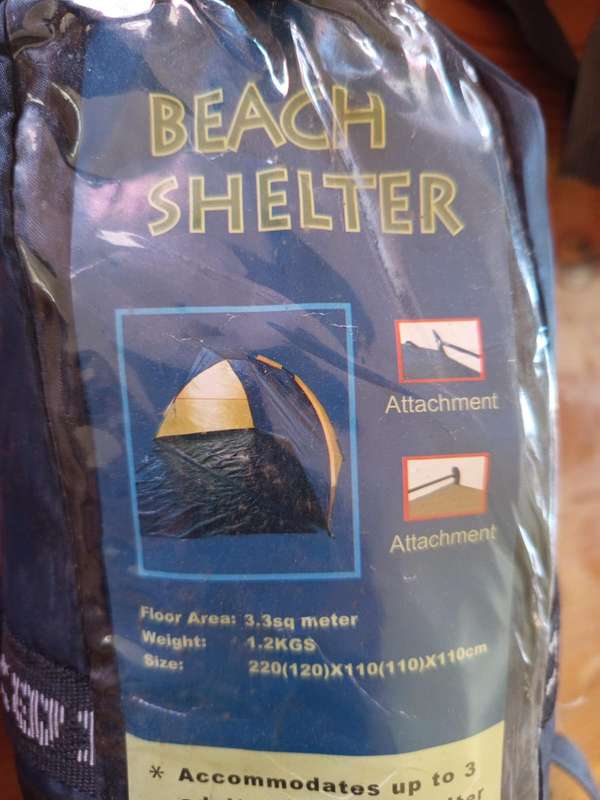 BEACH
SHELTER
Attachment
Attachment
Floor Area: 3.3sq meter
Weight: 1.2KGS
Size: 220(120)X110(110)X110cm
* Accommodates up to 3